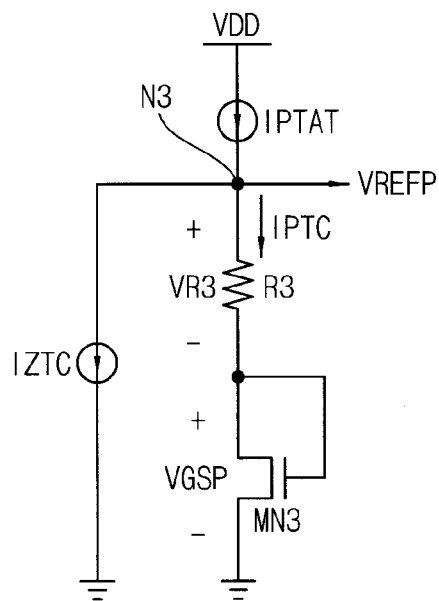 VDD
N3
IPTAT
VREFP
+
IPTC
VR3
R3
−
IZTC
+
VGSP
MN3
−